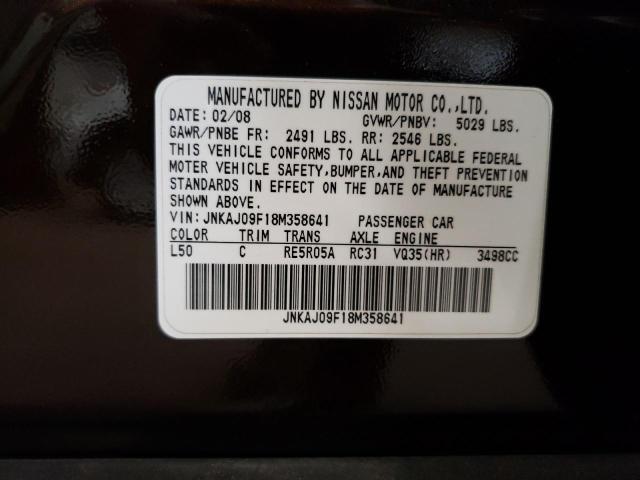 MANUFACTURED BY NISSAN MOTOR CO.,LTD.
DATE: 02/08 GVWR/PNBV: 5029 LBS.
GAWR/PNBE FR: 2491 LBS. RR: 2546 LBS.
THIS VEHICLE CONFORMS TO ALL APPLICABLE FEDERAL
MOTER VEHICLE SAFETY,BUMPER,AND THEFT PREVENTION
STANDARDS IN EFFECT ON THE DATE OF MANUFACTURE
SHOWN ABOVE.
VIN: JNKAJ09F18M358641 PASSENGER CAR
COLOR TRIM TRANS AXLE ENGINE
L50 C RE5R05A RC31 VQ35(HR) 3498CC
JNKAJ09F18M358641